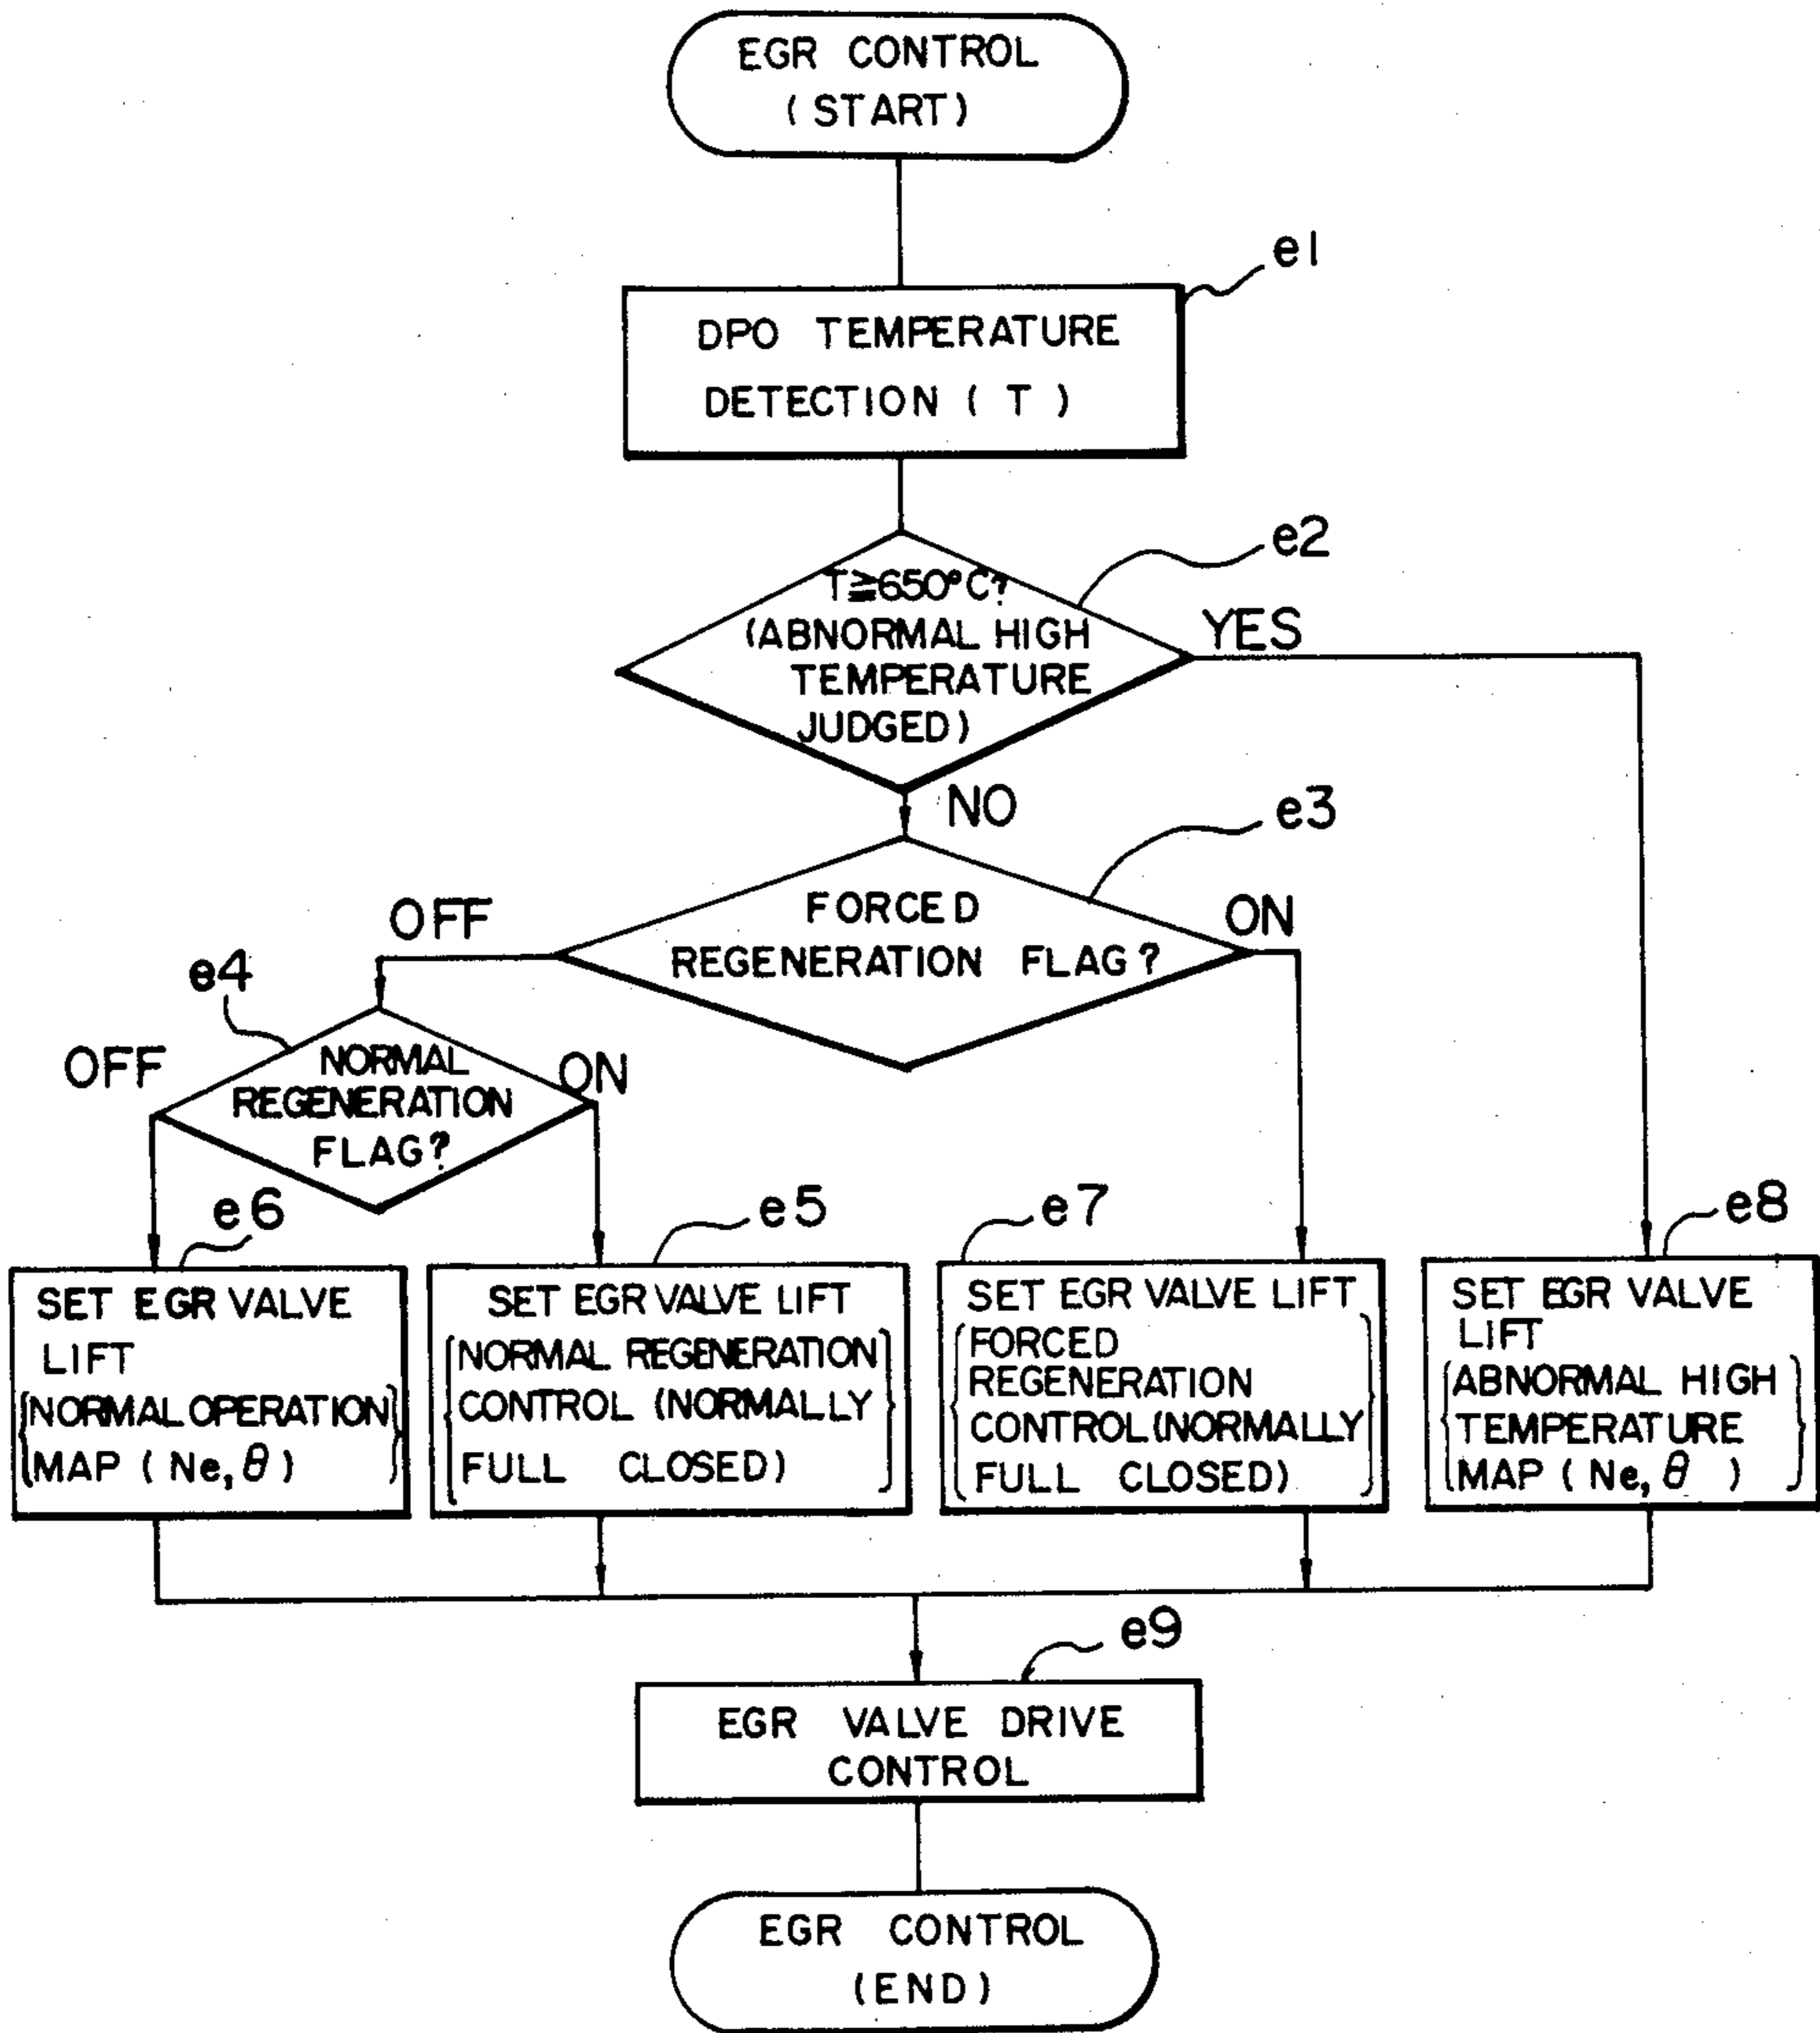 EGR CONTROL
(START)
e1
DPO TEMPERATURE
DETECTION ( T )
e2
T≧650°C?
(ABNORMAL HIGH
TEMPERATURE
JUDGED)
YES
NO
e3
FORCED
REGENERATION FLAG?
OFF
ON
e4
NORMAL
REGENERATION
FLAG?
OFF
ON
e6
SET EGR VALVE
LIFT
{NORMAL OPERATION
MAP ( Ne, θ )}
e5
SET EGR VALVE LIFT
{NORMAL REGENERATION
CONTROL (NORMALLY
FULL CLOSED)}
e7
SET EGR VALVE LIFT
{FORCED
REGENERATION
CONTROL (NORMALLY
FULL CLOSED)}
e8
SET EGR VALVE
LIFT
{ABNORMAL HIGH
TEMPERATURE
MAP ( Ne, θ )}
e9
EGR VALVE DRIVE
CONTROL
EGR CONTROL
(END)